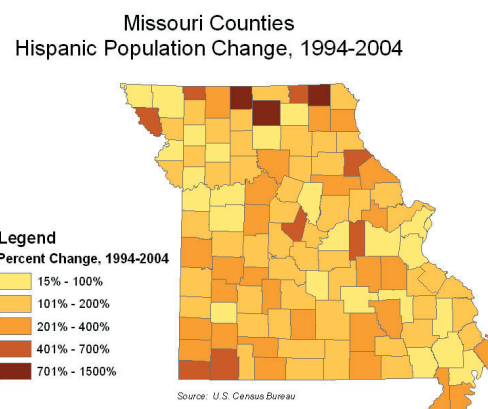 Missouri Counties
Hispanic Population Change, 1994-2004
Legend
Percent Change, 1994-2004
15% - 100%
101% - 200%
201% - 400%
401% - 700%
701% - 1500%
Source: U.S. Census Bureau